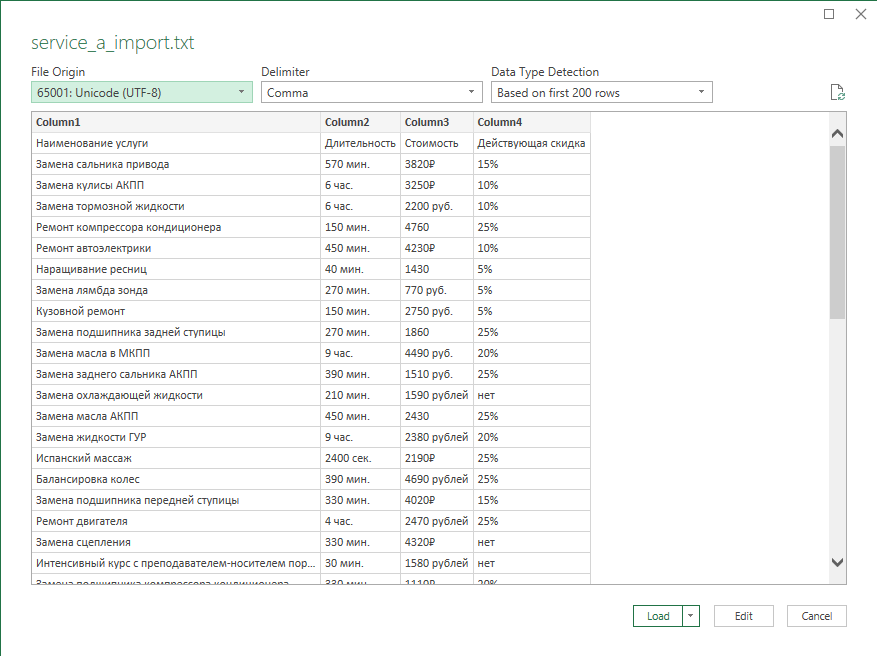 service_a_import.txt
File Origin Delimiter Data Type Detection
65001: Unicode (UTF-8) Comma Based on first 200 rows
Column1 Column2 Column3 Column4
Наименование услуги Длительность Стоимость Действующая скидка
Замена сальника привода 570 мин. 3820₽ 15%
Замена кулисы АКПП 6 час. 3250₽ 10%
Замена тормозной жидкости 6 час. 2200 руб. 10%
Ремонт компрессора кондиционера 150 мин. 4760 25%
Ремонт автоэлектрики 450 мин. 4230₽ 10%
Наращивание ресниц 40 мин. 1430 5%
Замена лямбда зонда 270 мин. 770 руб. 5%
Кузовной ремонт 150 мин. 2750 руб. 5%
Замена подшипника задней ступицы 270 мин. 1860 25%
Замена масла в МКПП 9 час. 4490 руб. 20%
Замена заднего сальника АКПП 390 мин. 1510 руб. 25%
Замена охлаждающей жидкости 210 мин. 1590 рублей нет
Замена масла АКПП 450 мин. 2430 25%
Замена жидкости ГУР 9 час. 2380 рублей 20%
Испанский массаж 2400 сек. 2190₽ 25%
Балансировка колес 390 мин. 4690 рублей 25%
Замена подшипника передней ступицы 330 мин. 4020₽ 15%
Ремонт двигателя 4 час. 2470 рублей 25%
Замена сцепления 330 мин. 4320₽ нет
Интенсивный курс с преподавателем-носителем пор... 30 мин. 1580 рублей нет
Замена подшипника компрессора кондиционера 330 мин. 1110₽ 20%
Load Edit Cancel